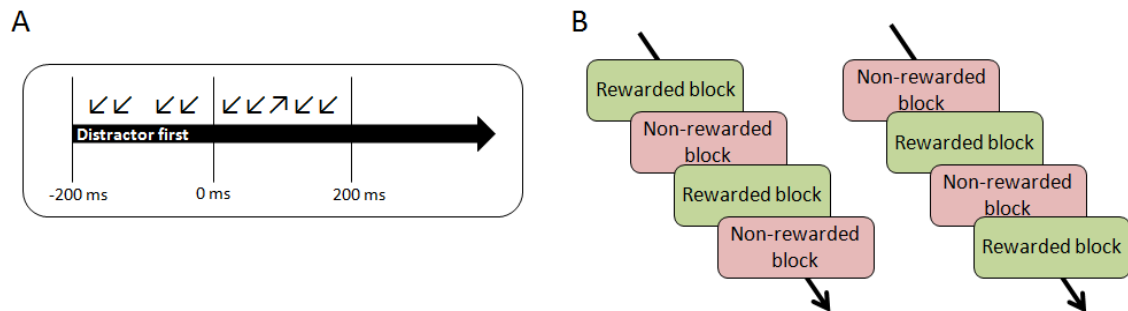 A
↙↙ ↙↙ ↙↙↗↙↙
Distractor first
-200 ms
0 ms
200 ms
B
Rewarded block
Non-rewarded
block
Rewarded block
Non-rewarded
block
Non-rewarded
block
Rewarded block
Non-rewarded
block
Rewarded block